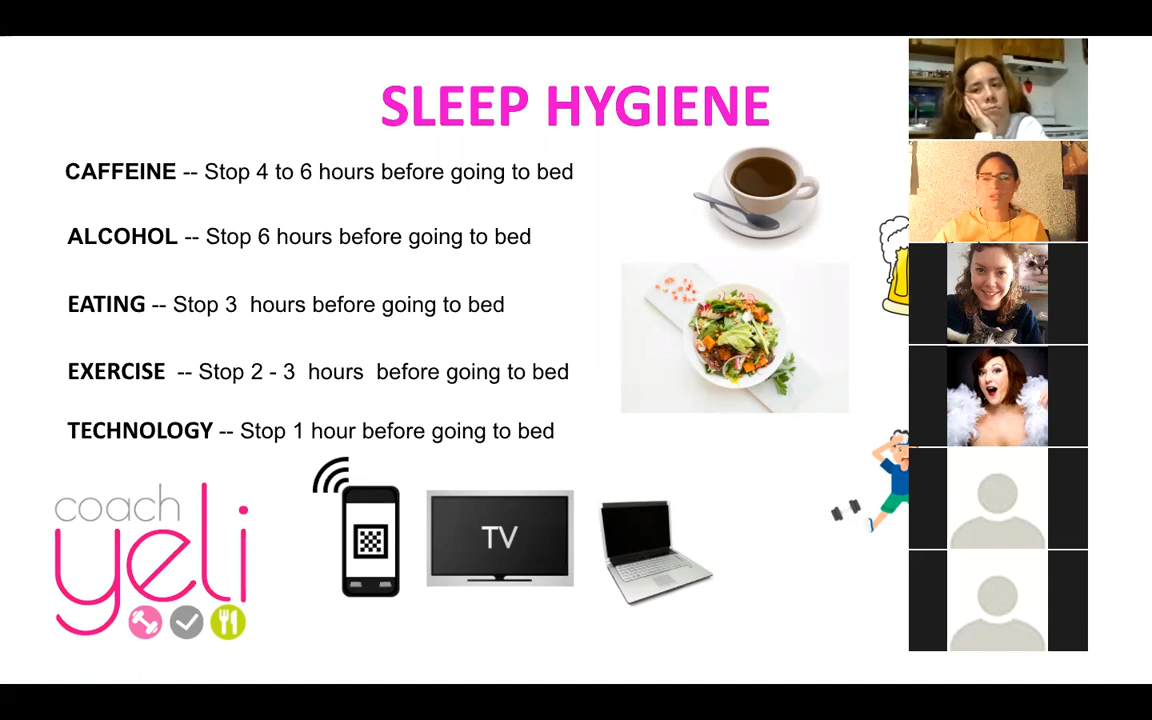 SLEEP HYGIENE
CAFFEINE -- Stop 4 to 6 hours before going to bed
ALCOHOL -- Stop 6 hours before going to bed
EATING -- Stop 3  hours before going to bed
EXERCISE  -- Stop 2 - 3  hours  before going to bed
TECHNOLOGY -- Stop 1 hour before going to bed
coach
yeli
TV